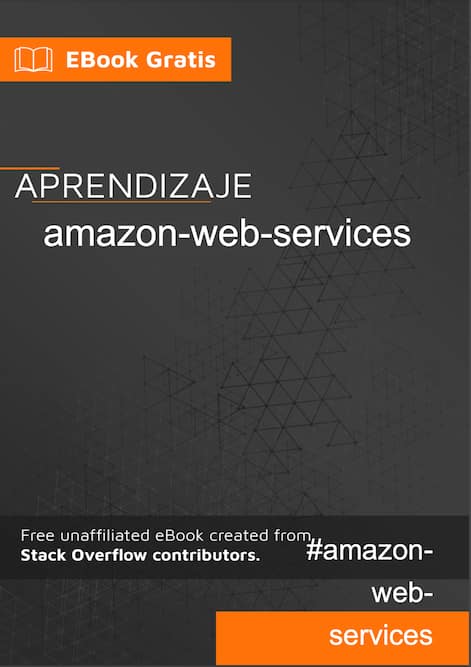 EBook Gratis
APRENDIZAJE
amazon-web-services
Free unaffiliated eBook created from
Stack Overflow contributors.
#amazon-
web-
services